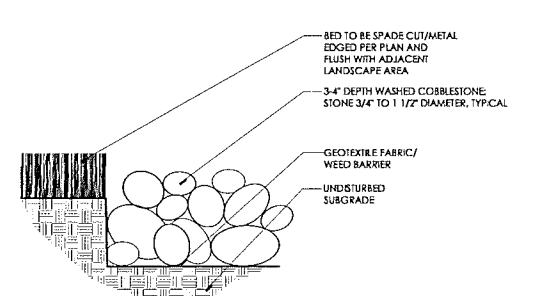 BED TO BE SPADE CUT/METAL
EDGED PER PLAN AND
FLUSH WITH ADJACENT
LANDSCAPE AREA
3-4" DEPTH WASHED COBBLESTONE;
STONE 3/4" TO 1 1/2" DIAMETER, TYPICAL
GEOTEXTILE FABRIC/
WEED BARRIER
UNDISTURBED
SUBGRADE